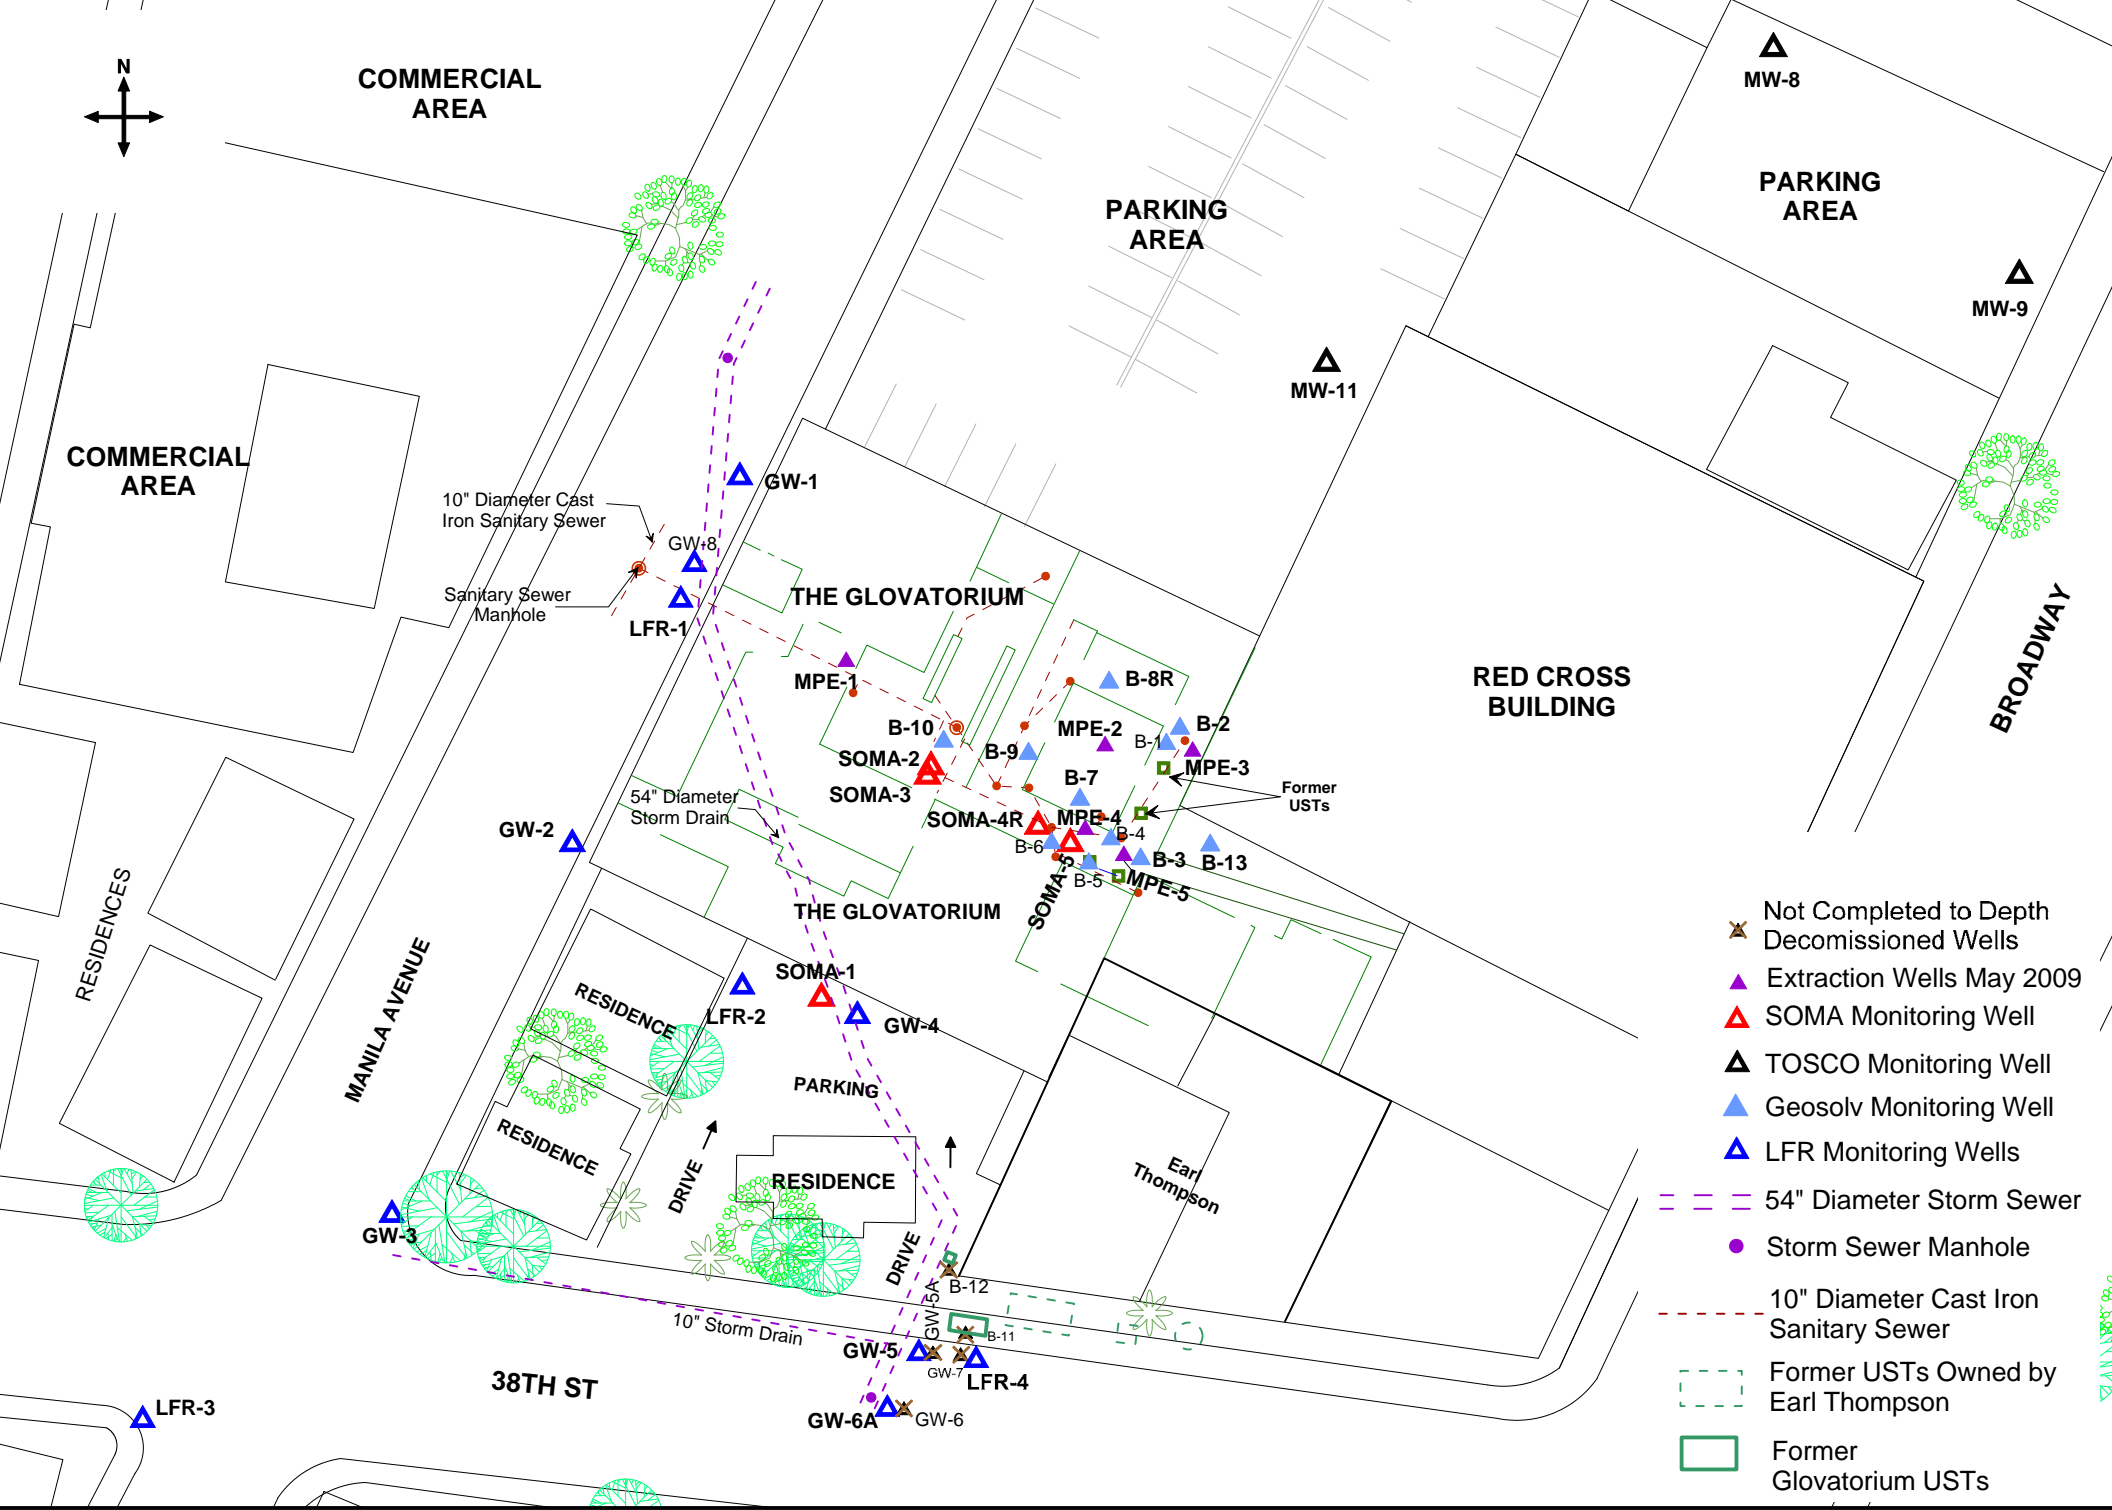 N
COMMERCIAL
AREA
MW-8
PARKING
AREA
PARKING
AREA
MW-9
MW-11
COMMERCIAL
AREA
GW-1
10" Diameter Cast
Iron Sanitary Sewer
GW-8
Sanitary Sewer
Manhole
LFR-1
THE GLOVATORIUM
BROADWAY
RED CROSS
BUILDING
MPE-1
B-8R
B-10
MPE-2
B-2
B-1
B-9
SOMA-2
MPE-3
SOMA-3
B-7
Former
USTs
54" Diameter
Storm Drain
SOMA-4R
MPE-4
B-4
GW-2
B-6
B-3
B-13
B-5
MPE-5
SOMA-5
THE GLOVATORIUM
RESIDENCES
MANILA AVENUE
SOMA-1
RESIDENCE
LFR-2
GW-4
PARKING
RESIDENCE
DRIVE
RESIDENCE
Earl
Thompson
GW-3
DRIVE
B-12
GW-5A
10" Storm Drain
B-11
GW-5
GW-7
LFR-4
38TH ST
LFR-3
GW-6A
GW-6
Not Completed to Depth
Decomissioned Wells
Extraction Wells May 2009
SOMA Monitoring Well
TOSCO Monitoring Well
Geosolv Monitoring Well
LFR Monitoring Wells
54" Diameter Storm Sewer
Storm Sewer Manhole
10" Diameter Cast Iron
Sanitary Sewer
Former USTs Owned by
Earl Thompson
Former
Glovatorium USTs